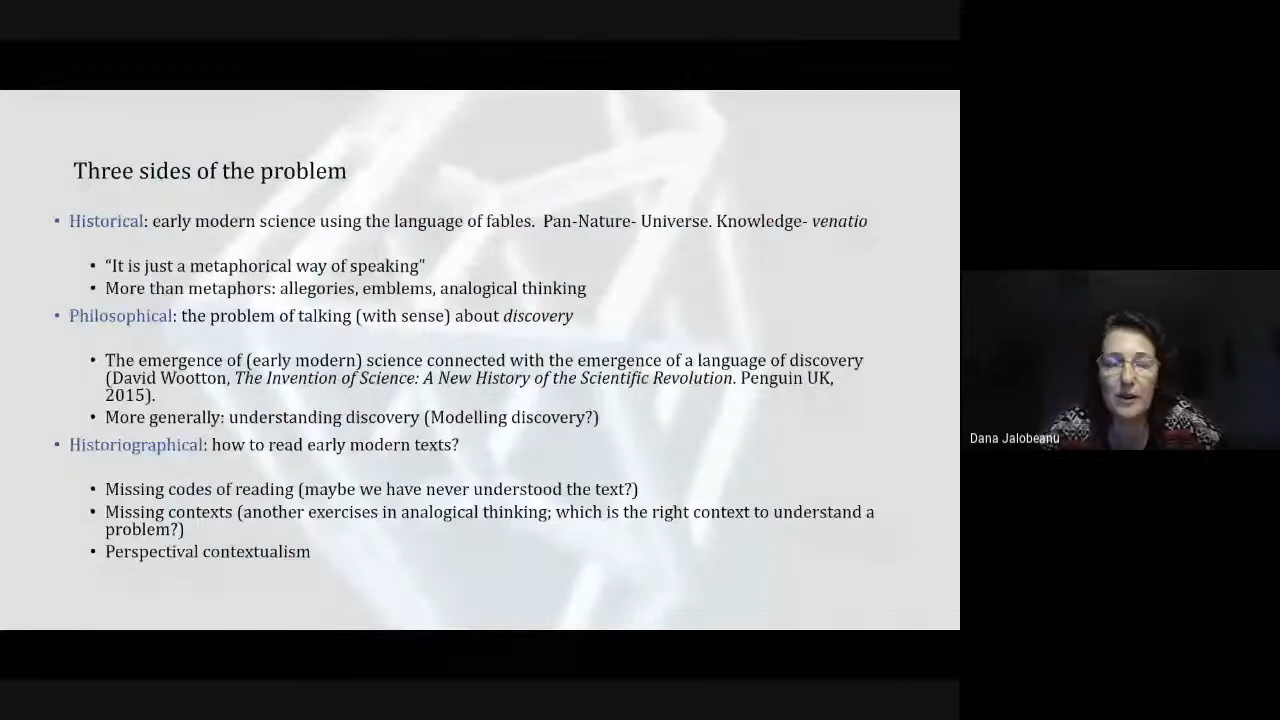 Three sides of the problem
• Historical: early modern science using the language of fables. Pan-Nature- Universe. Knowledge- venatio
• “It is just a metaphorical way of speaking”
• More than metaphors: allegories, emblems, analogical thinking
• Philosophical: the problem of talking (with sense) about discovery
• The emergence of (early modern) science connected with the emergence of a language of discovery
(David Wootton, The Invention of Science: A New History of the Scientific Revolution. Penguin UK,
2015).
• More generally: understanding discovery (Modelling discovery?)
• Historiographical: how to read early modern texts?
• Missing codes of reading (maybe we have never understood the text?)
• Missing contexts (another exercises in analogical thinking; which is the right context to understand a
problem?)
• Perspectival contextualism
Dana Jalobeanu